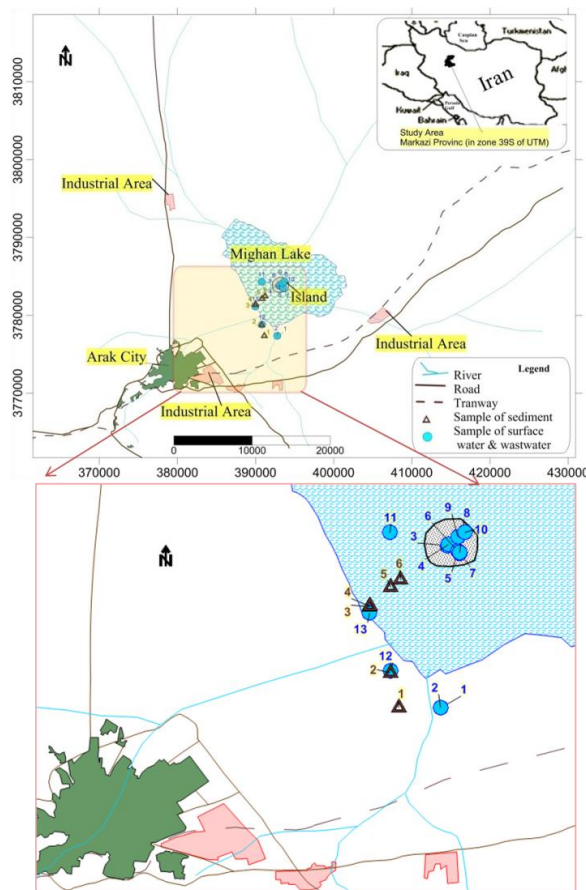 3810000
3800000
3790000
3780000
3770000
N
Caspian
Sea
Turkmenistan
Iraq
Iran
Afg
Kuwait
Persian
Gulf
Bahrain
Study Area
Markazi Provinc (in zone 39S of UTM)
Industrial Area
Mighan Lake
Island
11
Arak City
Industrial Area
Industrial Area
Legend
River
Road
Tranway
Sample of sediment
Sample of surface
water & wastwater
0
10000
20000
370000
380000
390000
400000
410000
420000
430000
N
11
3
6
9
8
10
4
5
7
6
5
4
3
13
12
2
1
2
1